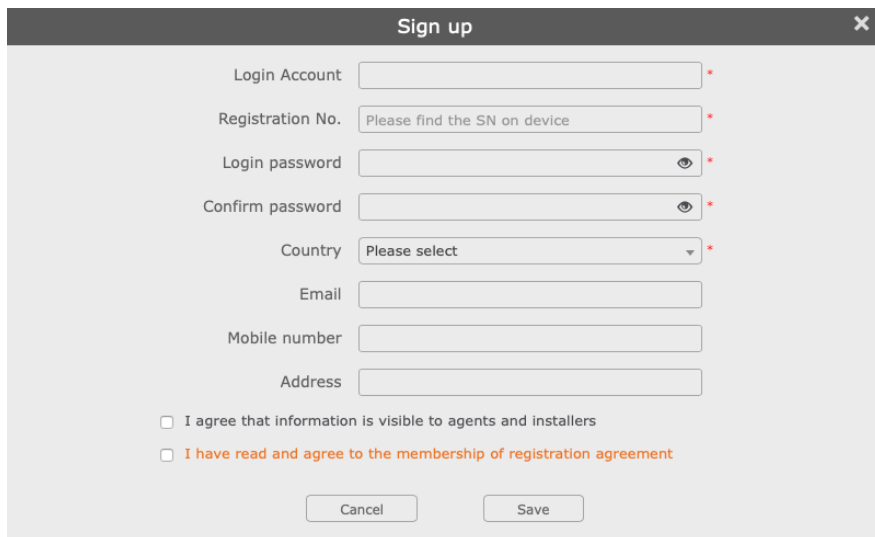 Sign up
Login Account *
Registration No. Please find the SN on device *
Login password *
Confirm password *
Country Please select *
Email
Mobile number
Address
I agree that information is visible to agents and installers
I have read and agree to the membership of registration agreement
Cancel Save